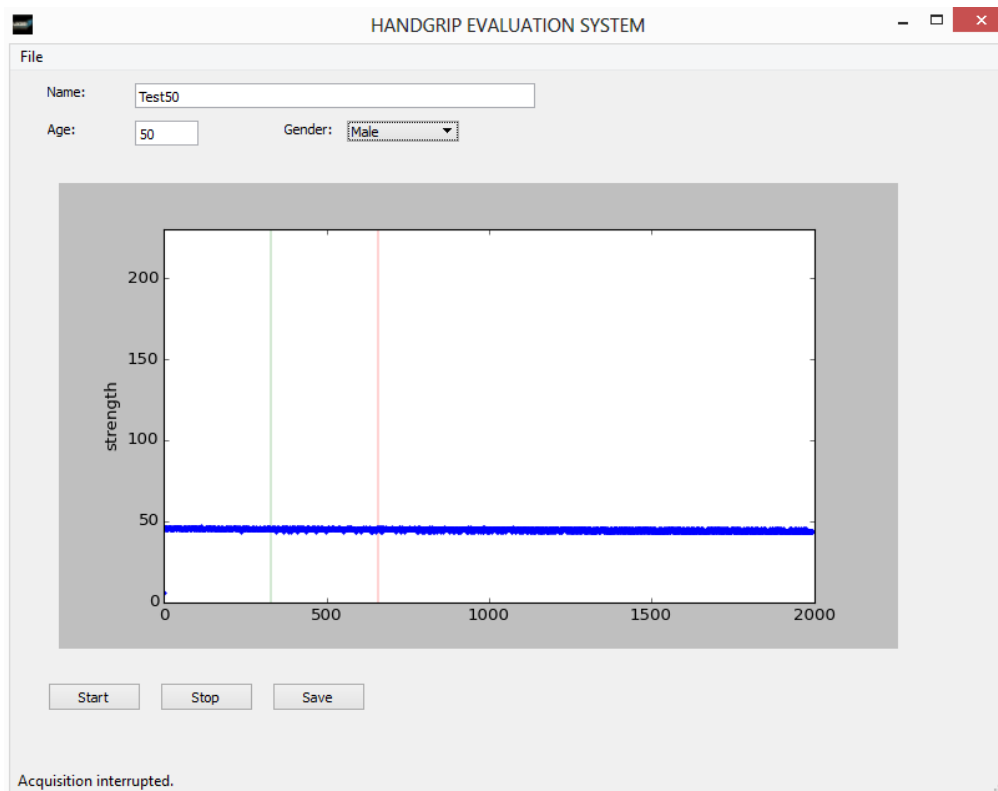 HANDGRIP EVALUATION SYSTEM
File
Name: Test50
Age: 50 Gender: Male
200
150
strength
100
50
0
0 500 1000 1500 2000
Start Stop Save
Acquisition interrupted.